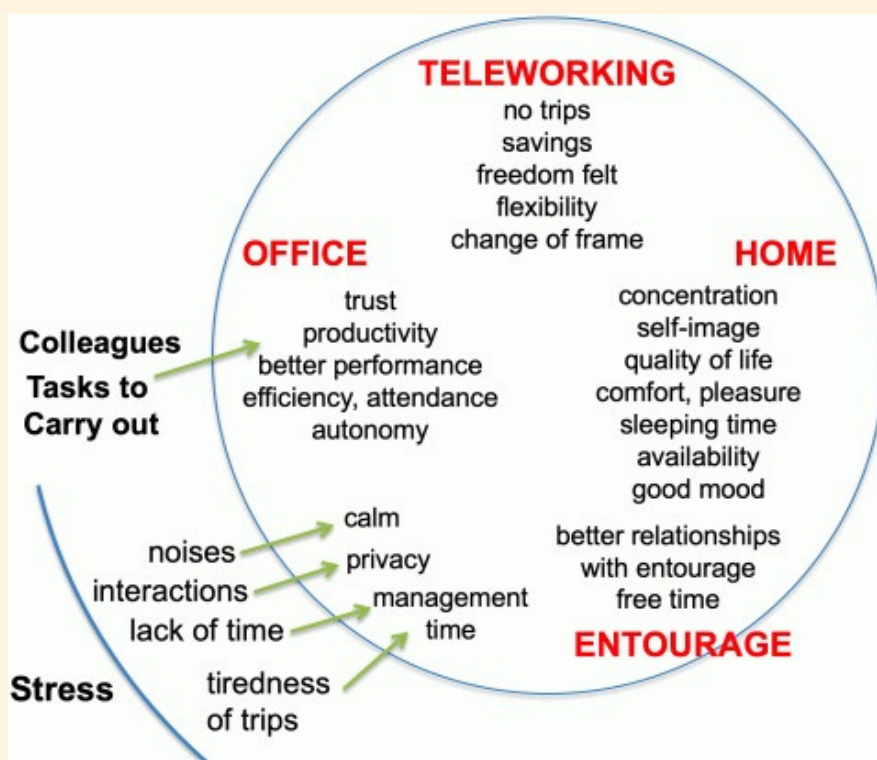 TELEWORKING
no trips
savings
freedom felt
flexibility
change of frame
OFFICE
trust
productivity
better performance
efficiency, attendance
autonomy
HOME
concentration
self-image
quality of life
comfort, pleasure
sleeping time
availability
good mood
Colleagues
Tasks to
Carry out
calm
privacy
management
time
noises
interactions
lack of time
tiredness
of trips
better relationships
with entourage
free time
ENTOURAGE
Stress